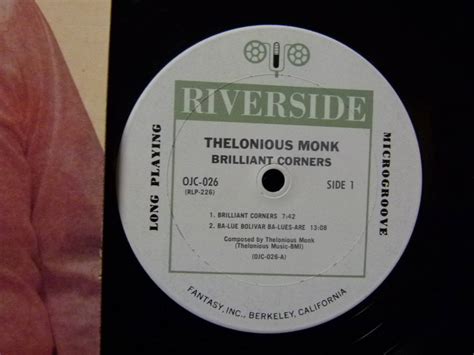 RIVERSIDE
LONG PLAYING
MICROGROOVE
THELONIOUS MONK
BRILLIANT CORNERS
OJC-026
(RLP-226)
SIDE 1
1. BRILLIANT CORNERS 7:42
2. BA-LUE BOLIVAR BA-LUES-ARE 13:08
Composed by Thelonious Monk
(Thelonious Music-BMI)
(OJC-026-A)
FANTASY, INC., BERKELEY, CALIFORNIA